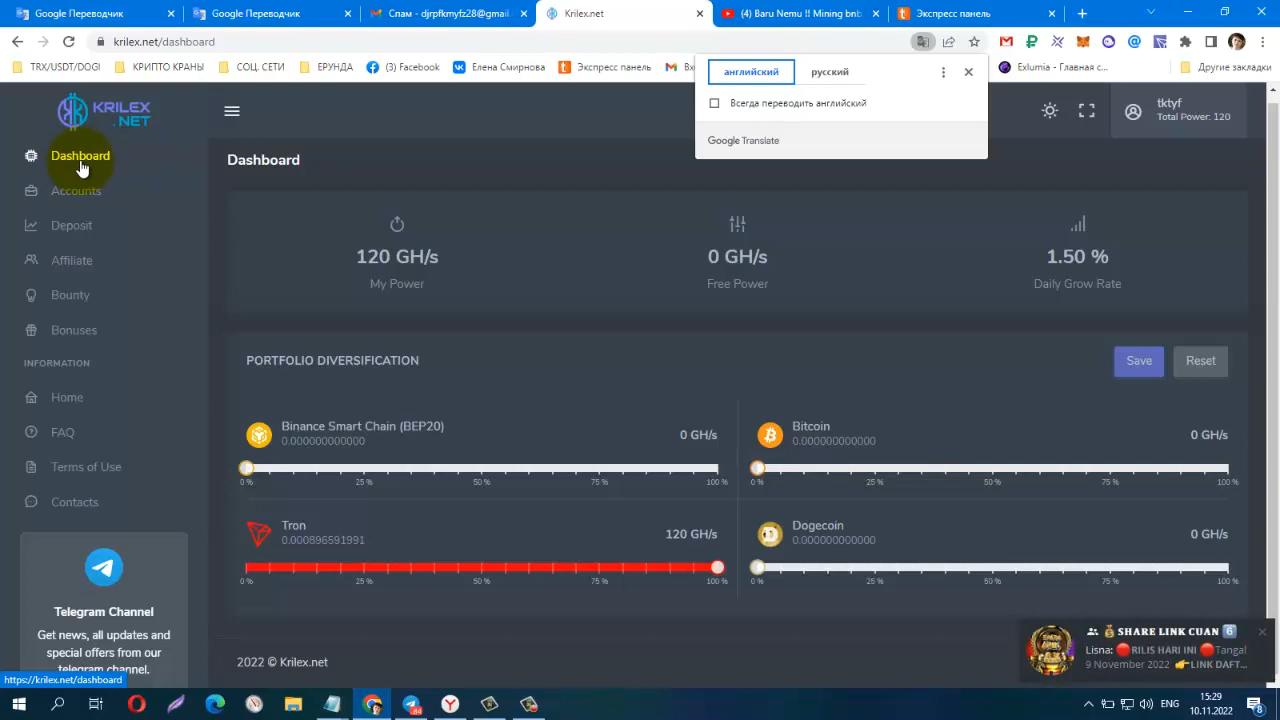 Google Переводчик
Google Переводчик
Спам - djrpfkmyfz28@gmail.
Krilex.net
(4) Baru Nemu !! Mining bnb
Экспресс панель
krilex.net/dashboard
TRX/USDT/DOGI
КРИПТО КРАНЫ
СОЦ. СЕТИ
ЕРУНДА
(3) Facebook
Елена Смирнова
Экспресс панель
Вх
Exlumia - Главная с...
Другие закладки
английский
русский
Всегда переводить английский
Google Translate
KRILEX
.NET
tktyf
Total Power: 120
Dashboard
Accounts
Deposit
Affiliate
Bounty
Bonuses
INFORMATION
Home
FAQ
Terms of Use
Contacts
Telegram Channel
Get news, all updates and
special offers from our
telegram channel.
https://krilex.net/dashboard
Dashboard
120 GH/s
My Power
0 GH/s
Free Power
1.50 %
Daily Grow Rate
PORTFOLIO DIVERSIFICATION
Save
Reset
Binance Smart Chain (BEP20)
0.000000000000
0 GH/s
0 %
25 %
50 %
75 %
100 %
Bitcoin
0.000000000000
0 GH/s
0 %
25 %
50 %
75 %
100 %
Tron
0.000896591991
120 GH/s
0 %
25 %
50 %
75 %
100 %
Dogecoin
0.000000000000
0 GH/s
0 %
25 %
50 %
75 %
100 %
2022 © Krilex.net
SHARE LINK CUAN 6
Lisna: RILIS HARI INI Tangal
9 November 2022 LINK DAFT...
84
ENG
15:29
10.11.2022
8